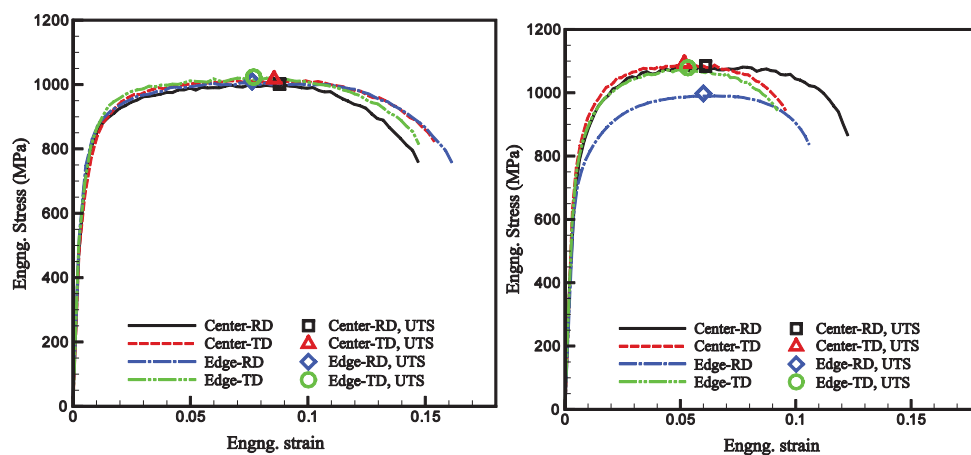 1200
1000
800
600
400
200
0
Engng. Stress (MPa)
Center-RD
Center-TD
Edge-RD
Edge-TD
Center-RD, UTS
Center-TD, UTS
Edge-RD, UTS
Edge-TD, UTS
0
0.05
0.1
0.15
Engng. strain
1200
1000
800
600
400
200
0
Engng. Stress (MPa)
Center-RD
Center-TD
Edge-RD
Edge-TD
Center-RD, UTS
Center-TD, UTS
Edge-RD, UTS
Edge-TD, UTS
0
0.05
0.1
0.15
Engng. strain